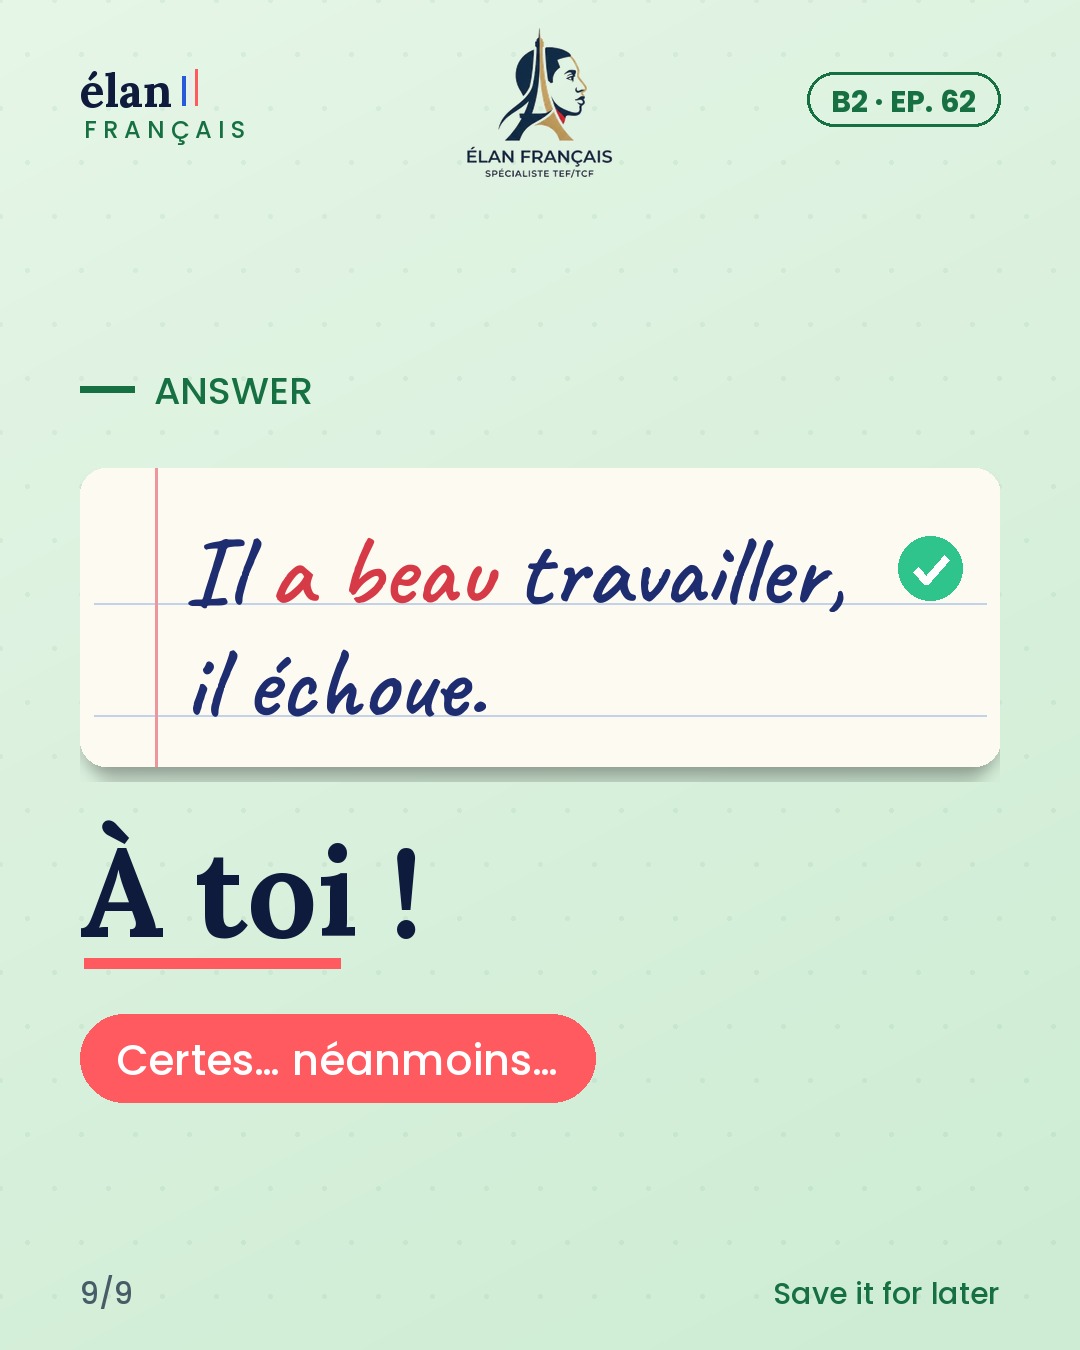 élan
FRANÇAIS
ÉLAN FRANÇAIS
SPÉCIALISTE TEF/TCF
B2 · EP. 62
ANSWER
Il a beau travailler,
il échoue.
À toi !
Certes... néanmoins...
9/9
Save it for later